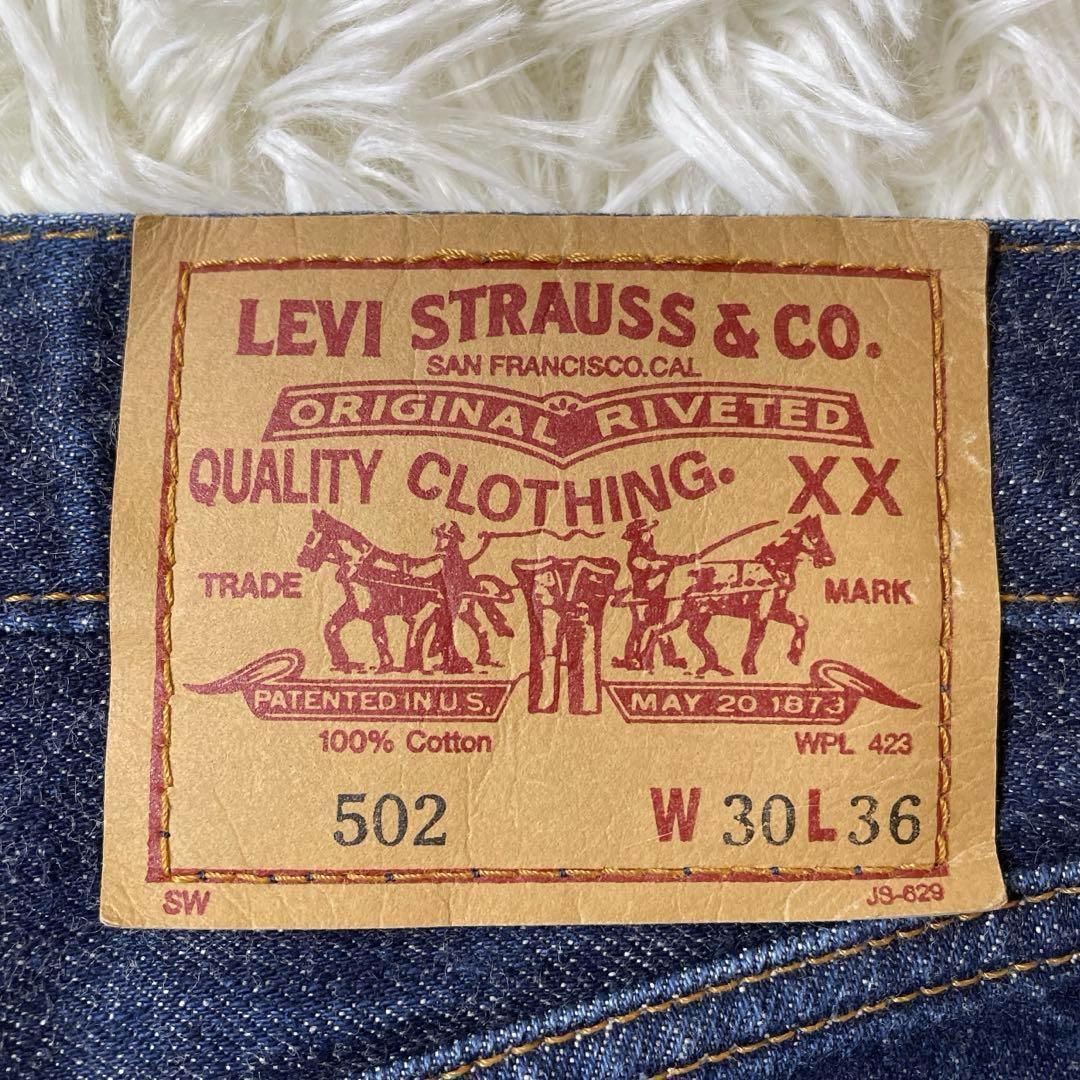 LEVI STRAUSS & CO.
SAN FRANCISCO.CAL
ORIGINAL RIVETED
QUALITY CLOTHING. XX
TRADE MARK
PATENTED IN U.S. MAY 20 1873
100% Cotton WPL 423
502 W 30 L 36
SW JS-629